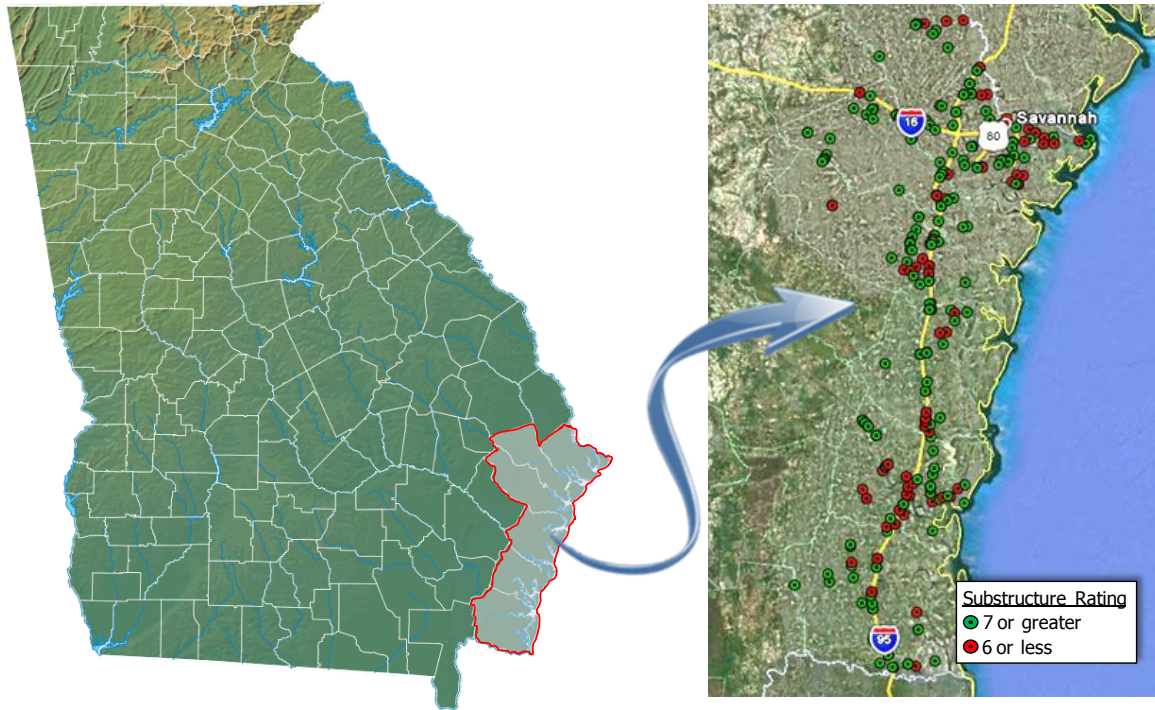 16
Savannah
80
Substructure Rating
7 or greater
6 or less
95